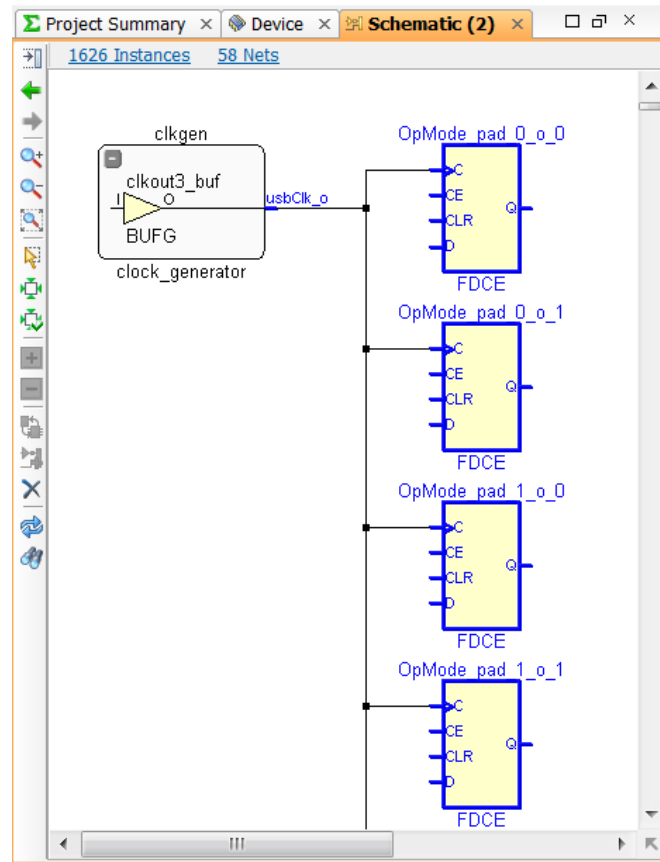 Project Summary
Device
Schematic (2)
1626 Instances
58 Nets
clkgen
clkout3_buf
I
O
usbClk_o
BUFG
clock_generator
OpMode_pad_0_o_0
C
CE
CLR
D
Q
FDCE
OpMode_pad_0_o_1
C
CE
CLR
D
Q
FDCE
OpMode_pad_1_o_0
C
CE
CLR
D
Q
FDCE
OpMode_pad_1_o_1
C
CE
CLR
D
Q
FDCE